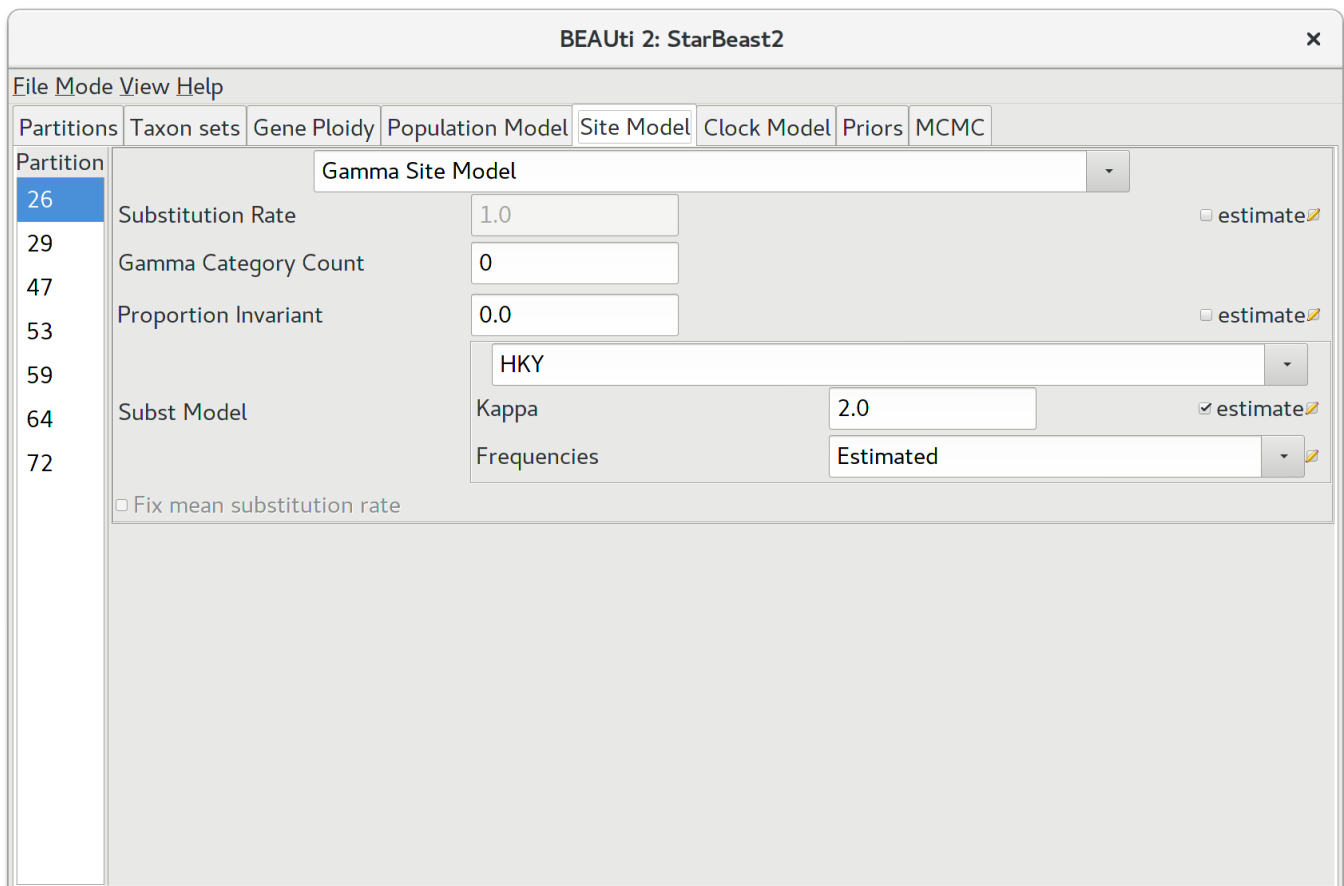 BEAUti 2: StarBeast2
File Mode View Help
Partitions Taxon sets Gene Ploidy Population Model Site Model Clock Model Priors MCMC
Partition
26
29
47
53
59
64
72
Gamma Site Model
Substitution Rate 1.0 estimate
Gamma Category Count 0
Proportion Invariant 0.0 estimate
HKY
Subst Model Kappa 2.0 estimate
Frequencies Estimated
Fix mean substitution rate